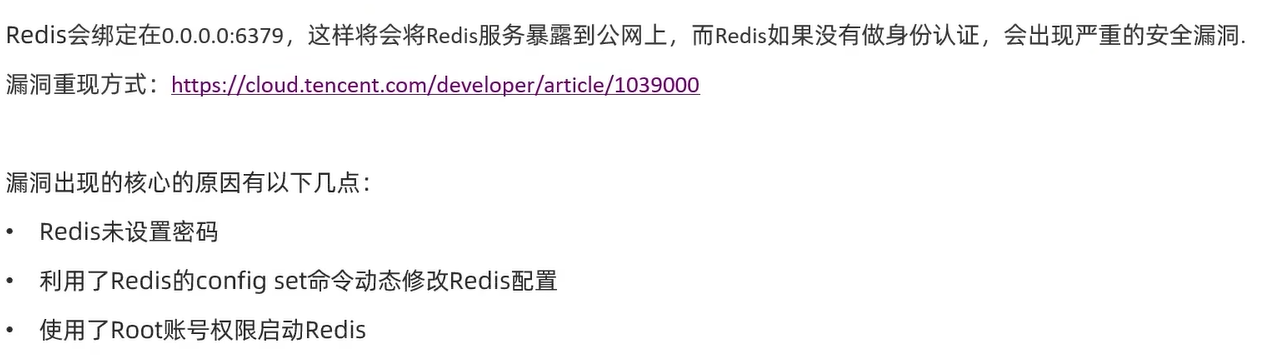 Redis会绑定在0.0.0.0:6379，这样将会将Redis服务暴露到公网上，而Redis如果没有做身份认证，会出现严重的安全漏洞.
漏洞重现方式：https://cloud.tencent.com/developer/article/1039000
漏洞出现的核心的原因有以下几点：
• Redis未设置密码
• 利用了Redis的config set命令动态修改Redis配置
• 使用了Root账号权限启动Redis